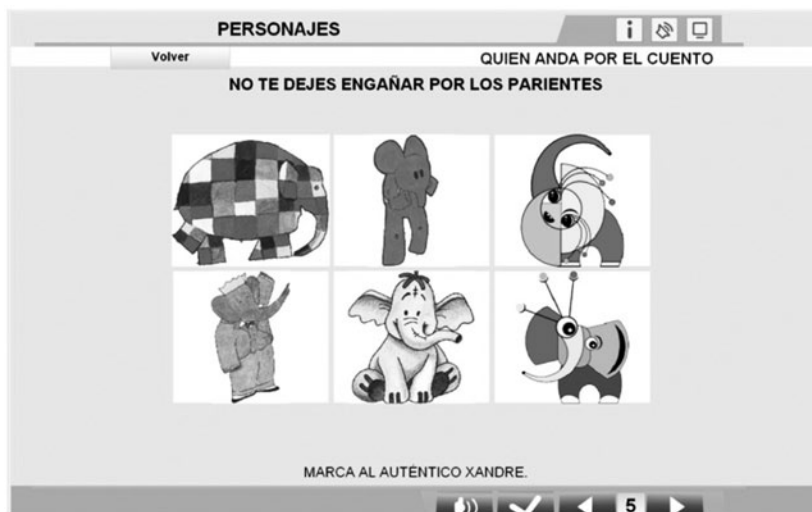 PERSONAJES
i
Volver
QUIEN ANDA POR EL CUENTO
NO TE DEJES ENGAÑAR POR LOS PARIENTES
MARCA AL AUTÉNTICO XANDRE.
5